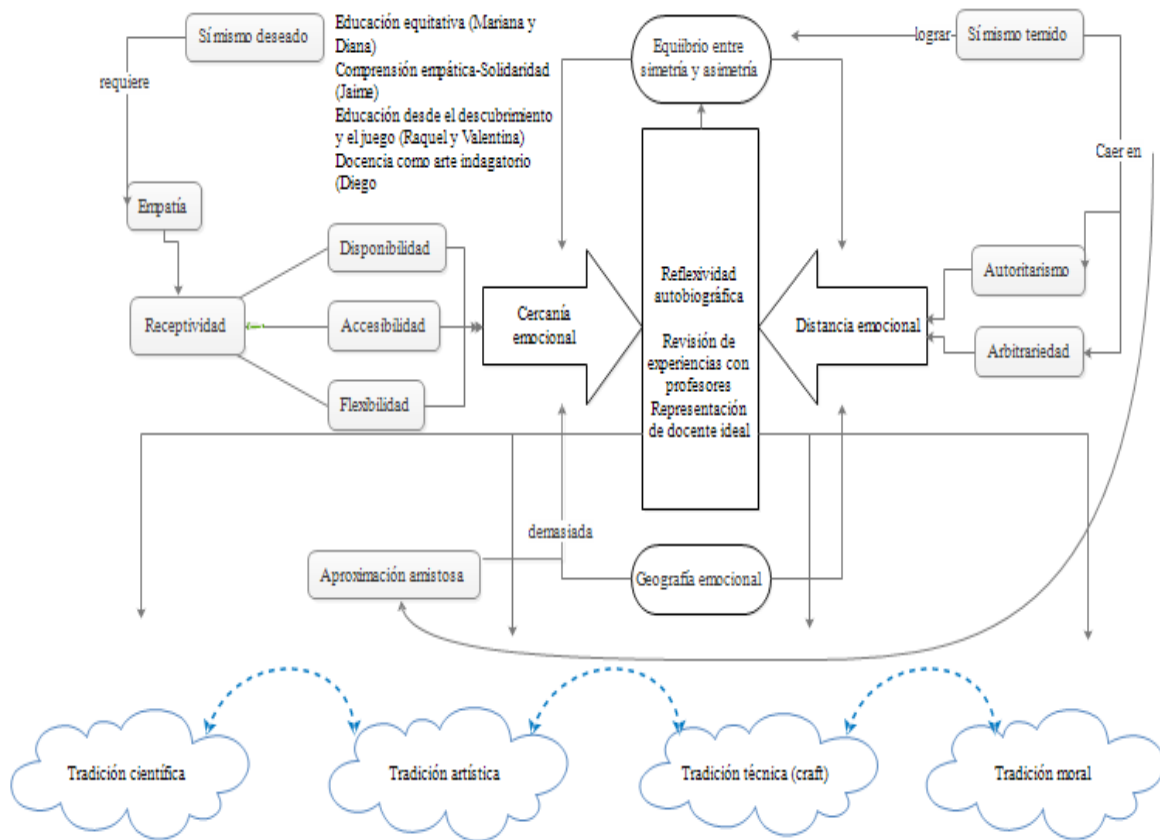 Sí mismo deseado
Educación equitativa (Mariana y
Diana)
Comprensión empática-Solidaridad
(Jaime)
Educación desde el descubrimiento
y el juego (Raquel y Valentina)
Docencia como arte indagatorio
(Diego
Equiibrio entre
simetría y asimetría
lograr
Sí mismo temido
requiere
Caer en
Empatía
Disponibilidad
Receptividad
Accesibilidad
Flexibilidad
Cercanía
emocional
Reflexividad
autobiográfica
Revisión de
experiencias con
profesores
Representación
de docente ideal
Distancia emocional
Autoritarismo
Arbitrariedad
demasiada
Aproximación amistosa
Geografía emocional
Tradición científica
Tradición artística
Tradición técnica (craft)
Tradición moral